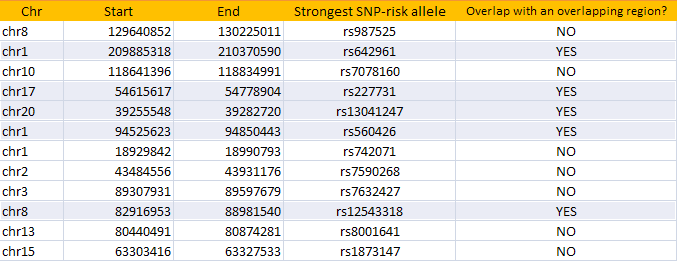 Chr Start End Strongest SNP-risk allele Overlap with an overlapping region?
chr8 129640852 130225011 rs987525 NO
chr1 209885318 210370590 rs642961 YES
chr10 118641396 118834991 rs7078160 NO
chr17 54615617 54778904 rs227731 YES
chr20 39255548 39282720 rs13041247 YES
chr1 94525623 94850443 rs560426 YES
chr1 18929842 18990793 rs742071 NO
chr2 43484556 43931176 rs7590268 NO
chr3 89307931 89597679 rs7632427 NO
chr8 82916953 88981540 rs12543318 YES
chr13 80440491 80874281 rs8001641 NO
chr15 63303416 63327533 rs1873147 NO